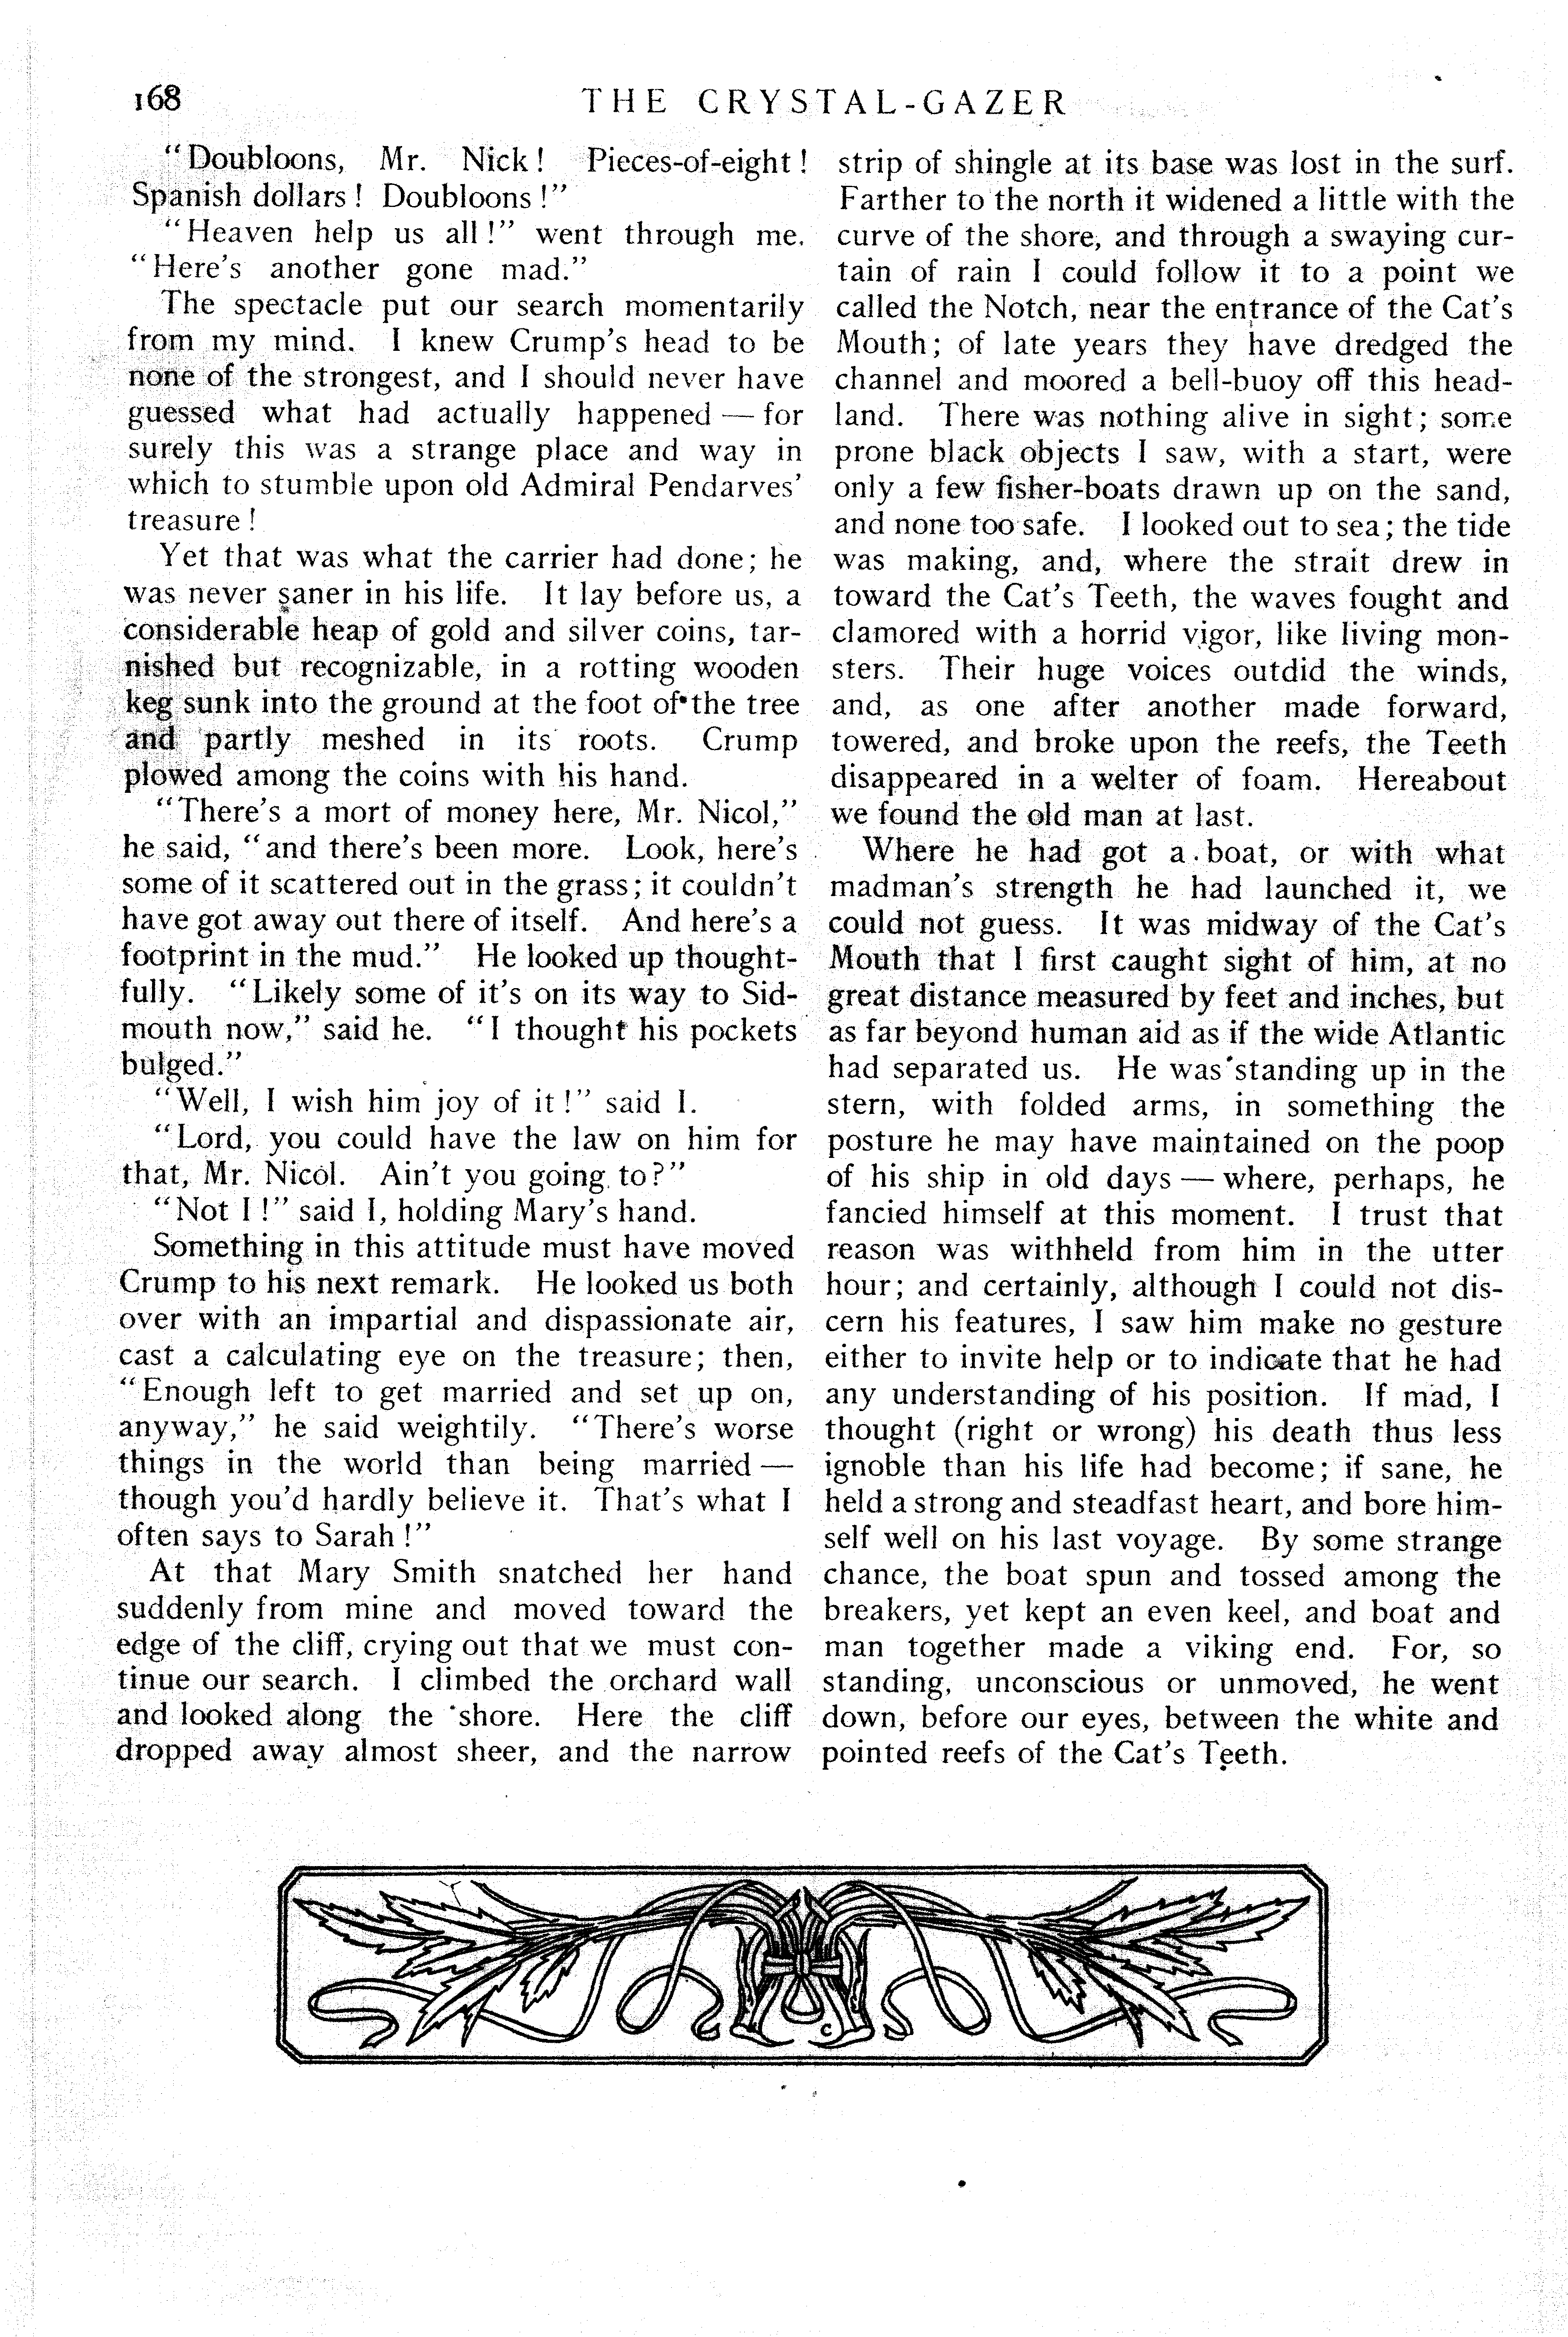 168
THE CRYSTAL-GAZER
“Doubloons, Mr. Nick! Pieces-of-eight!
Spanish dollars! Doubloons!”
“Heaven help us all!” went through me.
“Here’s another gone mad.”
The spectacle put our search momentarily
from my mind. I knew Crump’s head to be
none of the strongest, and I should never have
guessed what had actually happened — for
surely this was a strange place and way in
which to stumble upon old Admiral Pendarves’
treasure!
Yet that was what the carrier had done; he
was never saner in his life. It lay before us, a
considerable heap of gold and silver coins, tar-
nished but recognizable, in a rotting wooden
keg sunk into the ground at the foot of the tree
and partly meshed in its roots. Crump
plowed among the coins with his hand.
“There’s a mort of money here, Mr. Nicol,”
he said, “and there’s been more. Look, here’s
some of it scattered out in the grass; it couldn’t
have got away out there of itself. And here’s a
footprint in the mud.” He looked up thought-
fully. “Likely some of it’s on its way to Sid-
mouth now,” said he. “I thought his pockets
bulged.”
“Well, I wish him joy of it!” said I.
“Lord, you could have the law on him for
that, Mr. Nicol. Ain’t you going to?”
“Not I!” said I, holding Mary’s hand.
Something in this attitude must have moved
Crump to his next remark. He looked us both
over with an impartial and dispassionate air,
cast a calculating eye on the treasure; then,
“Enough left to get married and set up on,
anyway,” he said weightily. “There’s worse
things in the world than being married —
though you’d hardly believe it. That’s what I
often says to Sarah!”
At that Mary Smith snatched her hand
suddenly from mine and moved toward the
edge of the cliff, crying out that we must con-
tinue our search. I climbed the orchard wall
and looked along the shore. Here the cliff
dropped away almost sheer, and the narrow
strip of shingle at its base was lost in the surf.
Farther to the north it widened a little with the
curve of the shore, and through a swaying cur-
tain of rain I could follow it to a point we
called the Notch, near the entrance of the Cat’s
Mouth; of late years they have dredged the
channel and moored a bell-buoy off this head-
land. There was nothing alive in sight; some
prone black objects I saw, with a start, were
only a few fisher-boats drawn up on the sand,
and none too safe. I looked out to sea; the tide
was making, and, where the strait drew in
toward the Cat’s Teeth, the waves fought and
clamored with a horrid vigor, like living mon-
sters. Their huge voices outdid the winds,
and, as one after another made forward,
towered, and broke upon the reefs, the Teeth
disappeared in a welter of foam. Hereabout
we found the old man at last.
Where he had got a boat, or with what
madman’s strength he had launched it, we
could not guess. It was midway of the Cat’s
Mouth that I first caught sight of him, at no
great distance measured by feet and inches, but
as far beyond human aid as if the wide Atlantic
had separated us. He was standing up in the
stern, with folded arms, in something the
posture he may have maintained on the poop
of his ship in old days — where, perhaps, he
fancied himself at this moment. I trust that
reason was withheld from him in the utter
hour; and certainly, although I could not dis-
cern his features, I saw him make no gesture
either to invite help or to indicate that he had
any understanding of his position. If mad, I
thought (right or wrong) his death thus less
ignoble than his life had become; if sane, he
held a strong and steadfast heart, and bore him-
self well on his last voyage. By some strange
chance, the boat spun and tossed among the
breakers, yet kept an even keel, and boat and
man together made a viking end. For, so
standing, unconscious or unmoved, he went
down, before our eyes, between the white and
pointed reefs of the Cat’s Teeth.
C